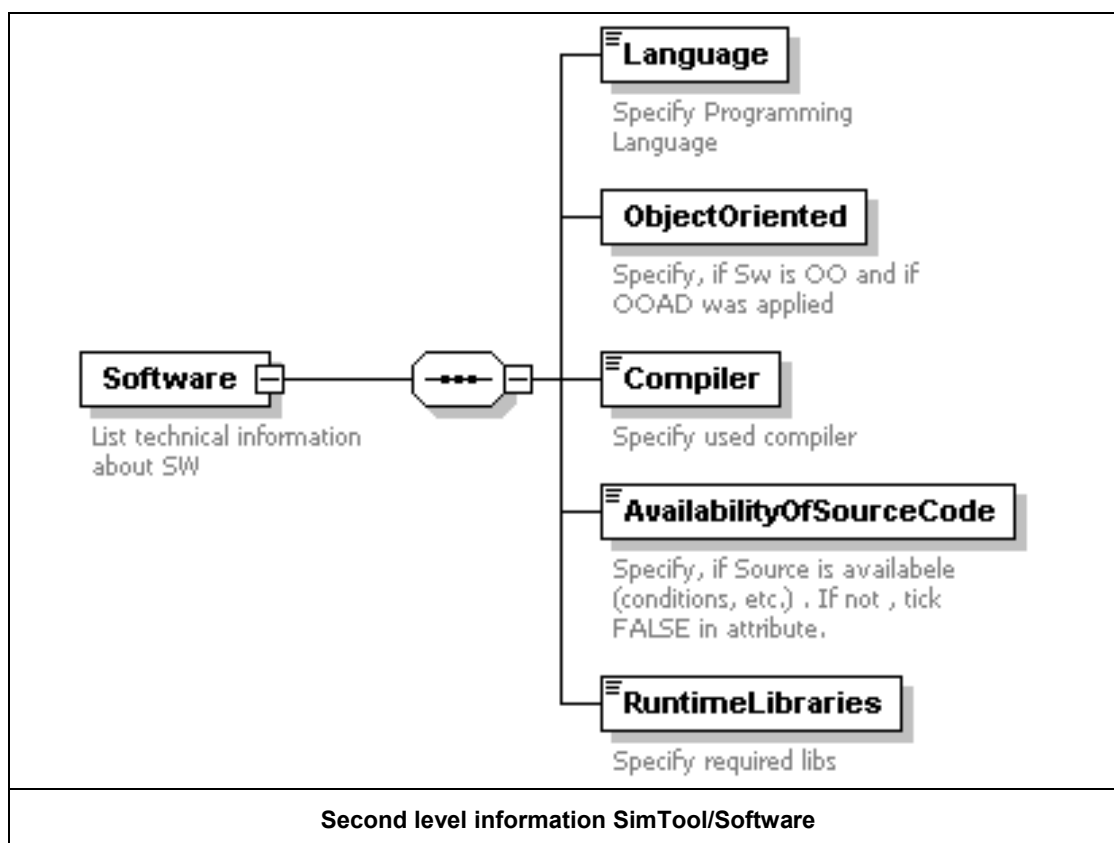 Language
Specify Programming
Language
ObjectOriented
Specify, if Sw is OO and if
OOAD was applied
Software
List technical information
about SW
Compiler
Specify used compiler
AvailabilityOfSourceCode
Specify, if Source is availabele
(conditions, etc.) . If not , tick
FALSE in attribute.
RuntimeLibraries
Specify required libs
Second level information SimTool/Software